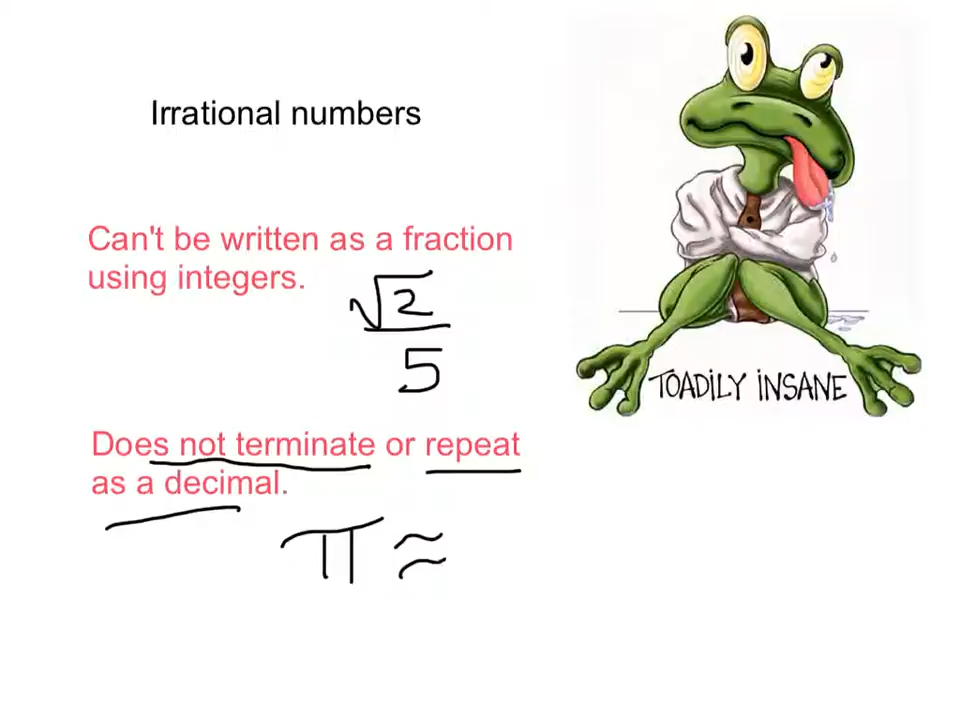 Irrational numbers
Can't be written as a fraction
using integers.
√2
5
TOADILY INSANE
Does not terminate or repeat
as a decimal.
π ≈